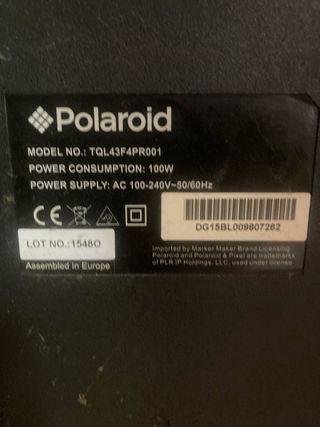 Polaroid
MODEL NO.: TQL43F4PR001
POWER CONSUMPTION: 100W
POWER SUPPLY: AC 100-240V~50/60Hz
CE
DG15BL009807262
LOT NO.:1548O
Assembled in Europe
Imported by Marker Maker Brand Licensing
Polaroid and Polaroid & Pixel are trademarks
of PLR IP Holdings, LLC, used under license